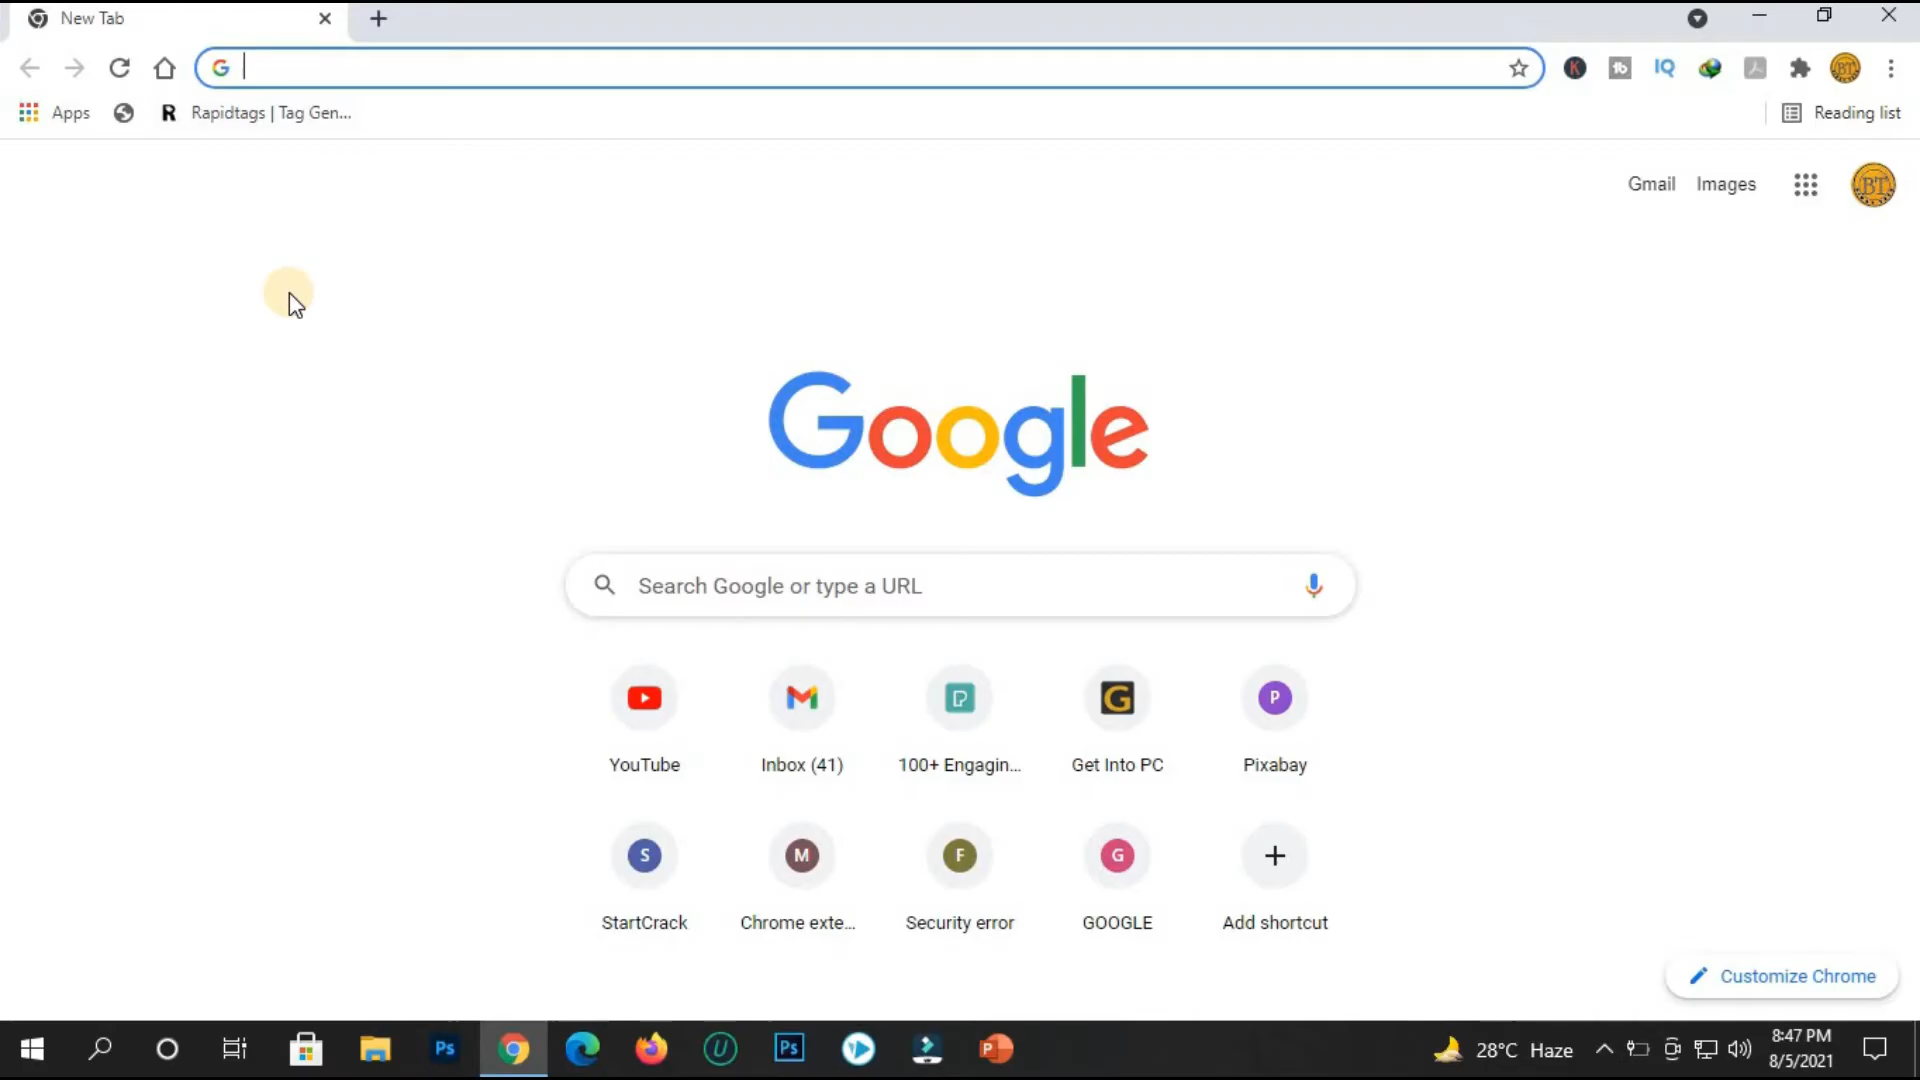 New Tab
Apps
R Rapidtags | Tag Gen...
Reading list
Gmail Images
BT
Google
Search Google or type a URL
YouTube Inbox (41) 100+ Engagin... Get Into PC Pixabay
S M F G
StartCrack Chrome exte... Security error GOOGLE Add shortcut
Customize Chrome
28°C Haze
8:47 PM
8/5/2021